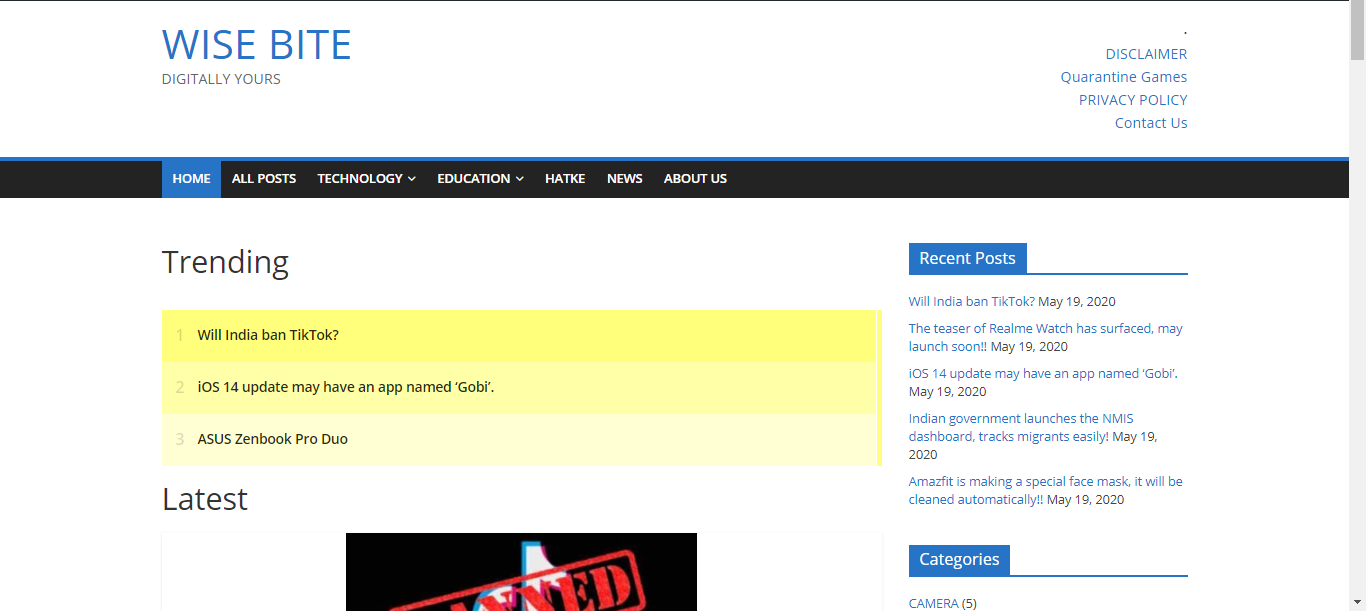 WISE BITE
DIGITALLY YOURS
.
DISCLAIMER
Quarantine Games
PRIVACY POLICY
Contact Us
HOME ALL POSTS TECHNOLOGY EDUCATION HATKE NEWS ABOUT US
Trending
1 Will India ban TikTok?
2 iOS 14 update may have an app named ‘Gobi’.
3 ASUS Zenbook Pro Duo
Latest
BANNED
Recent Posts
Will India ban TikTok? May 19, 2020
The teaser of Realme Watch has surfaced, may
launch soon!! May 19, 2020
iOS 14 update may have an app named ‘Gobi’.
May 19, 2020
Indian government launches the NMIS
dashboard, tracks migrants easily! May 19,
2020
Amazfit is making a special face mask, it will be
cleaned automatically!! May 19, 2020
Categories
CAMERA (5)